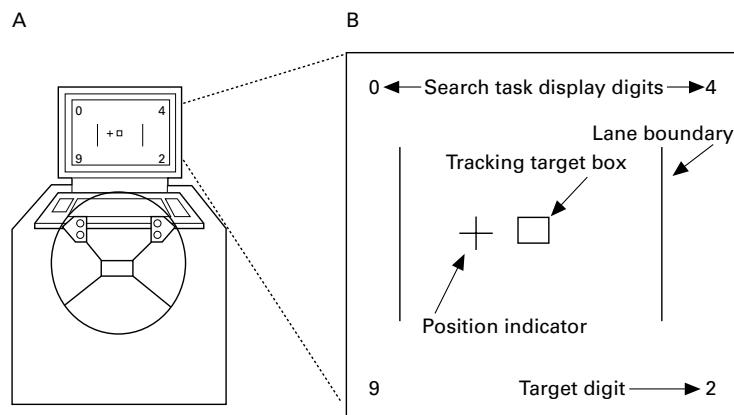 A
0 4
9 2
B
0 Search task display digits 4
Lane boundary
Tracking target box
Position indicator
9 Target digit 2